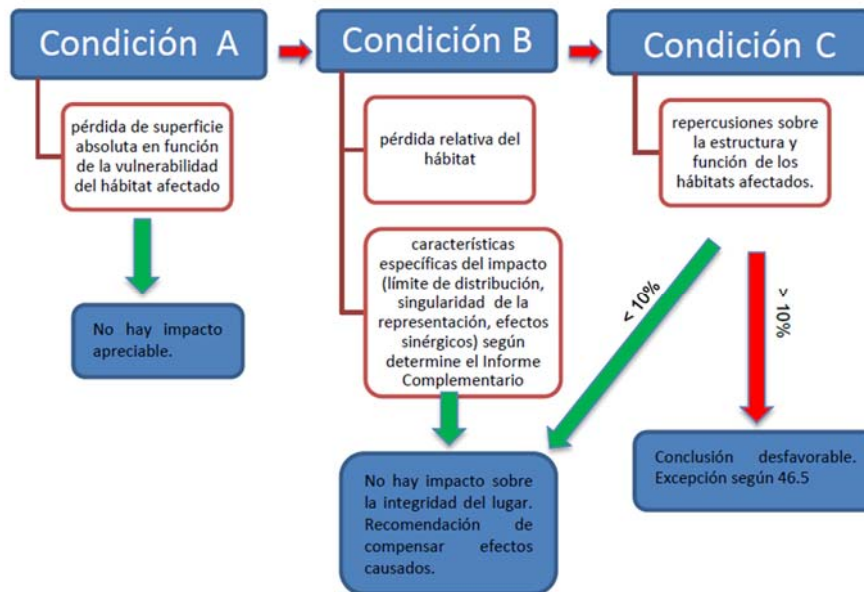 Condición A
pérdida de superficie
absoluta en función
de la vulnerabilidad
del hábitat afectado
No hay impacto
apreciable.
Condición B
pérdida relativa del
hábitat
características
específicas del impacto
(límite de distribución,
singularidad de la
representación, efectos
sinérgicos) según
determine el Informe
Complementario
No hay impacto sobre
la integridad del lugar.
Recomendación de
compensar efectos
causados.
Condición C
repercusiones sobre
la estructura y
función de los
hábitats afectados.
< 10%
> 10%
Conclusión desfavorable.
Excepción según 46.5